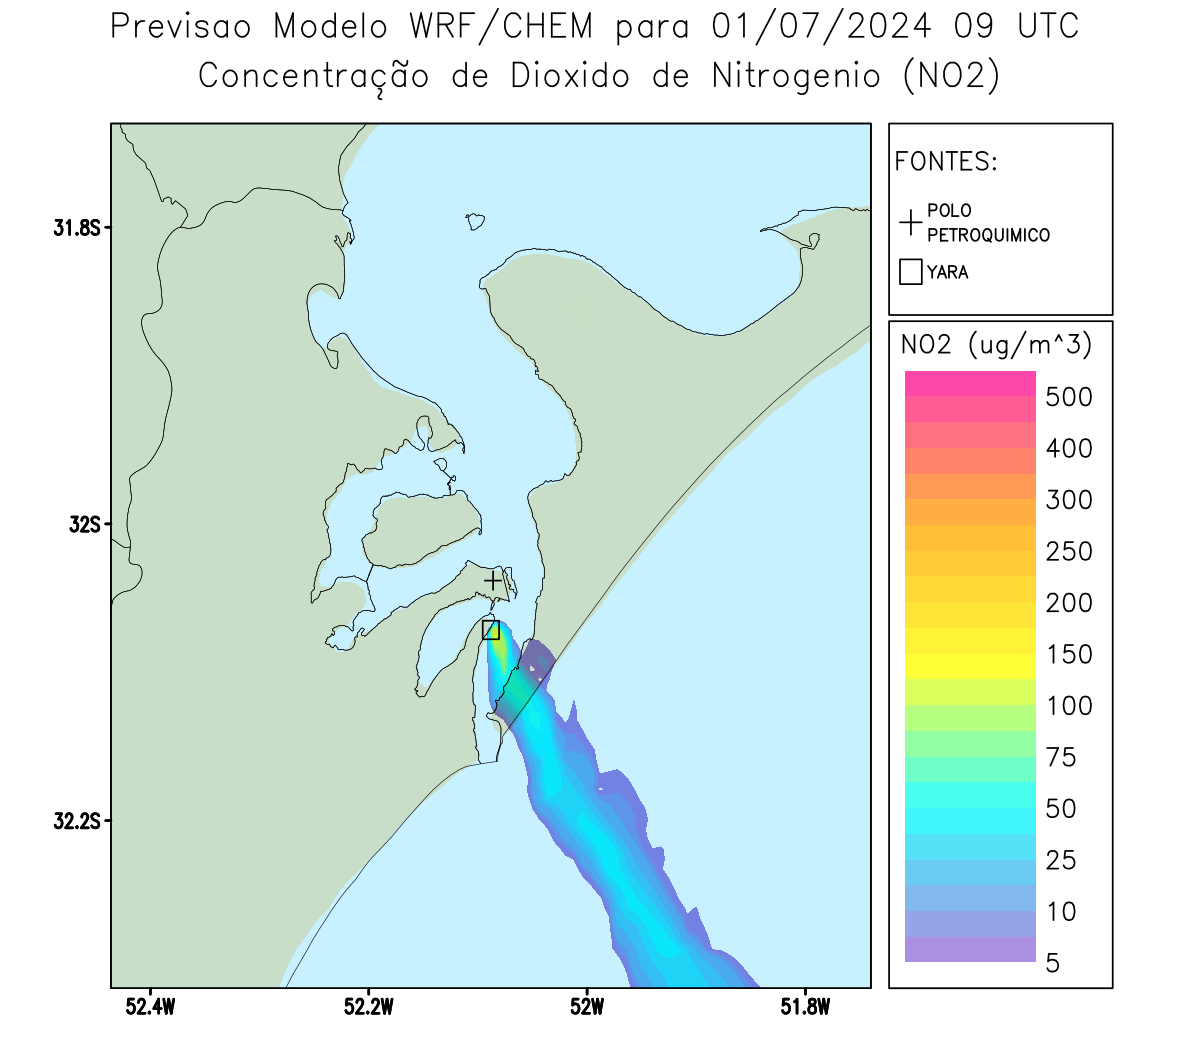 Previsao Modelo WRF/CHEM para 01/07/2024 09 UTC
Concentração de Dioxido de Nitrogenio (NO2)
FONTES:
POLO
PETROQUIMICO
YARA
NO2 (ug/m^3)
500
400
300
250
200
150
100
75
50
25
10
5
31.8S
32S
32.2S
52.4W
52.2W
52W
51.8W